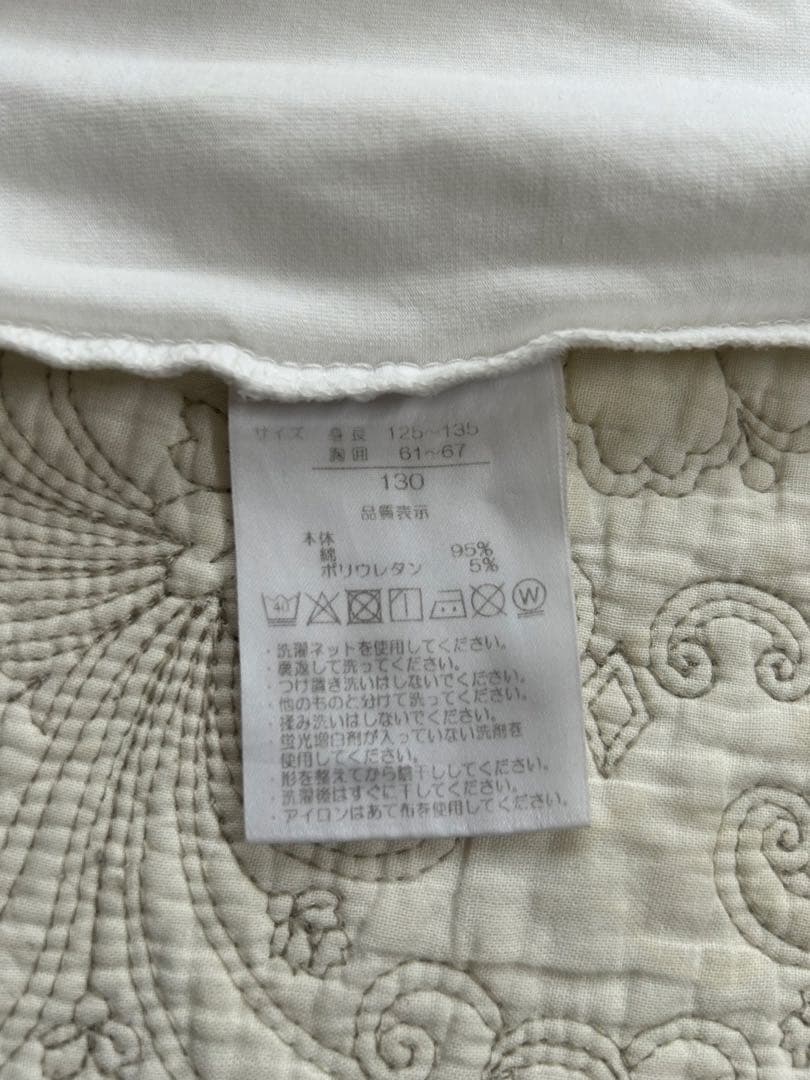 サイズ 身長 125~135
胸囲 61~67
130
品質表示
本体
綿 95%
ポリウレタン 5%
40 W
・洗濯ネットを使用してください。
・裏返して洗ってください。
・つけ置き洗いはしないでください。
・他のものと分けて洗ってください。
・揉み洗いはしないでください。
・蛍光増白剤が入っていない洗剤を
使用してください。
・形を整えてから陰干ししてください。
・洗濯後はすぐに干してください。
・アイロンはあて布を使用してください。